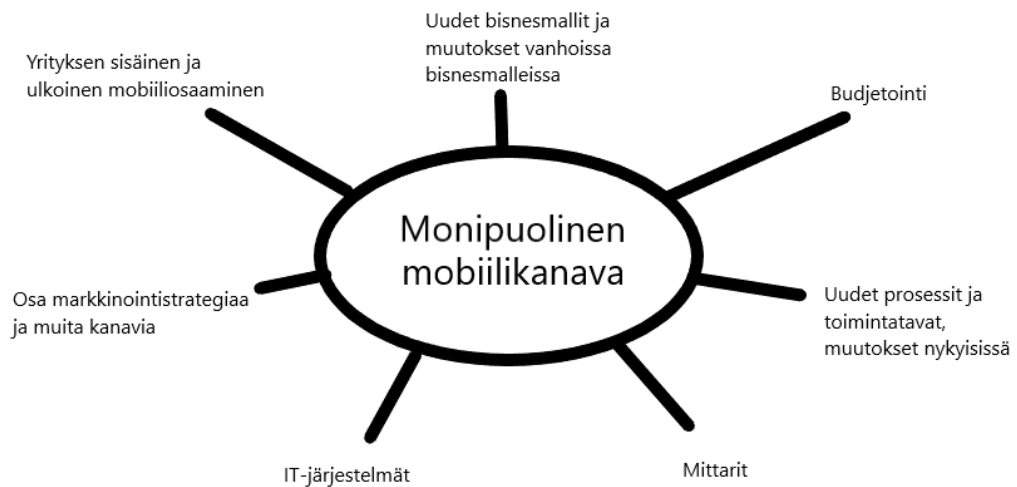 Uudet bisnesmallit ja
muutokset vanhoissa
bisnesmalleissa
Yrityksen sisäinen ja
ulkoinen mobiiliosaaminen
Budjetointi
Monipuolinen
mobiilikanava
Osa markkinointistrategiaa
ja muita kanavia
Uudet prosessit ja
toimintatavat,
muutokset nykyisissä
IT-järjestelmät
Mittarit